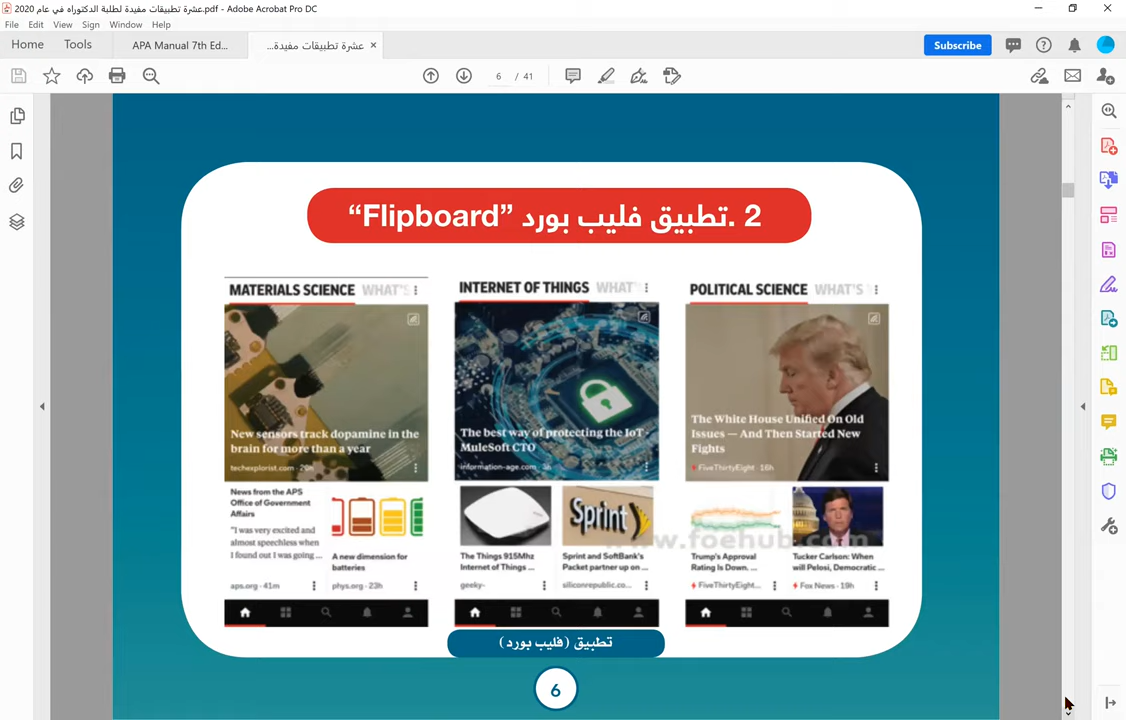 عشرة تطبيقات مفيدة لطلبة الدكتوراه في عام 2020.pdf - Adobe Acrobat Pro DC
File Edit View Sign Window Help
Home Tools APA Manual 7th Ed... عشرة تطبيقات مفيدة... × Subscribe
6 / 41
2 .تطبيق فليب بورد “Flipboard”
MATERIALS SCIENCE WHAT'S
New sensors track dopamine in the
brain for more than a year
techexplorist.com · 20h
News from the APS
Office of Government
Affairs
"I was very excited and
almost speechless when
I found out I was going ...
aps.org · 41m
A new dimension for
batteries
phys.org · 23h
INTERNET OF THINGS WHAT'
The best way of protecting the IoT -
MuleSoft CTO
information-age.com
The Things 915Mhz
Internet of Things ...
geeky-
Sprint
Sprint and SoftBank's
Packet partner up on ...
siliconrepublic.co...
POLITICAL SCIENCE WHAT'S
The White House Unified On Old
Issues — And Then Started New
Fights
FiveThirtyEight · 16h
Trump's Approval
Rating Is Down. ...
FiveThirtyEight...
Tucker Carlson: When
will Pelosi, Democratic ...
Fox News · 19h
www.foehub.com
تطبيق (فليب بورد)
6